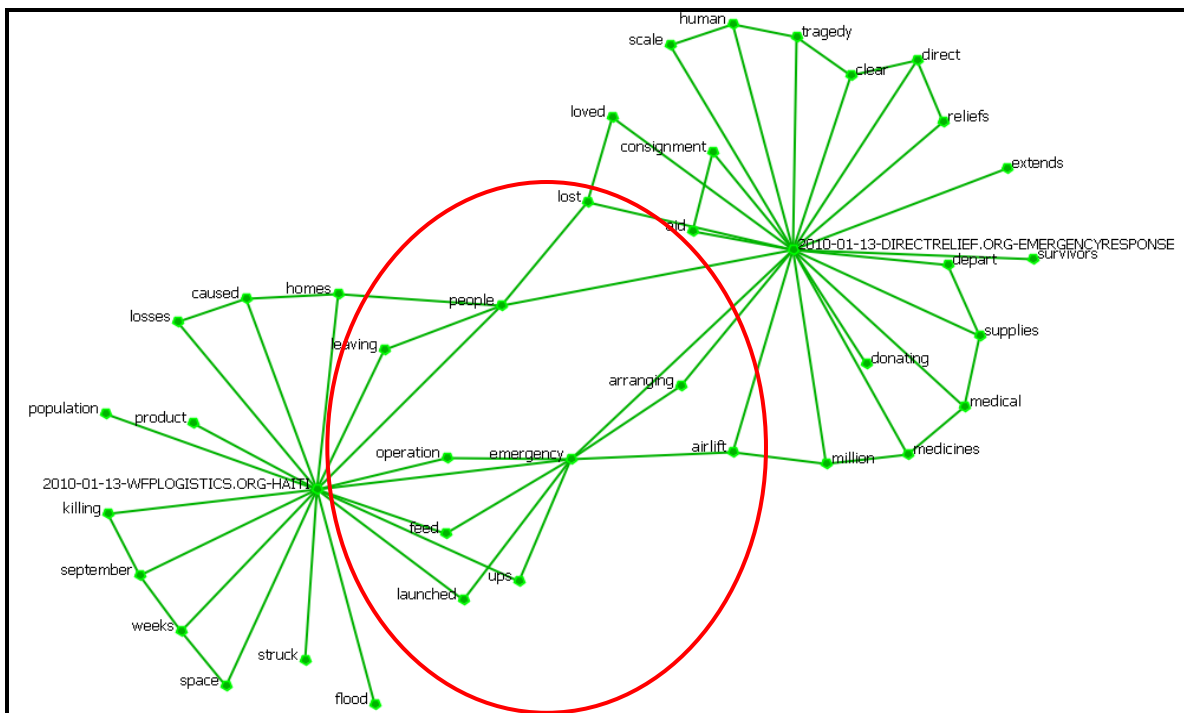 human
tragedy
scale
direct
clear
loved
reliefs
consignment
extends
lost
aid
2010-01-13-DIRECTRELIEF.ORG-EMERGENCYRESPONSE
survivors
depart
homes
caused
people
losses
supplies
leaving
donating
arranging
medical
population
product
airlift
medicines
operation
emergency
million
2010-01-13-WFPLOGISTICS.ORG-HAITI
killing
feed
september
ups
launched
weeks
struck
space
flood